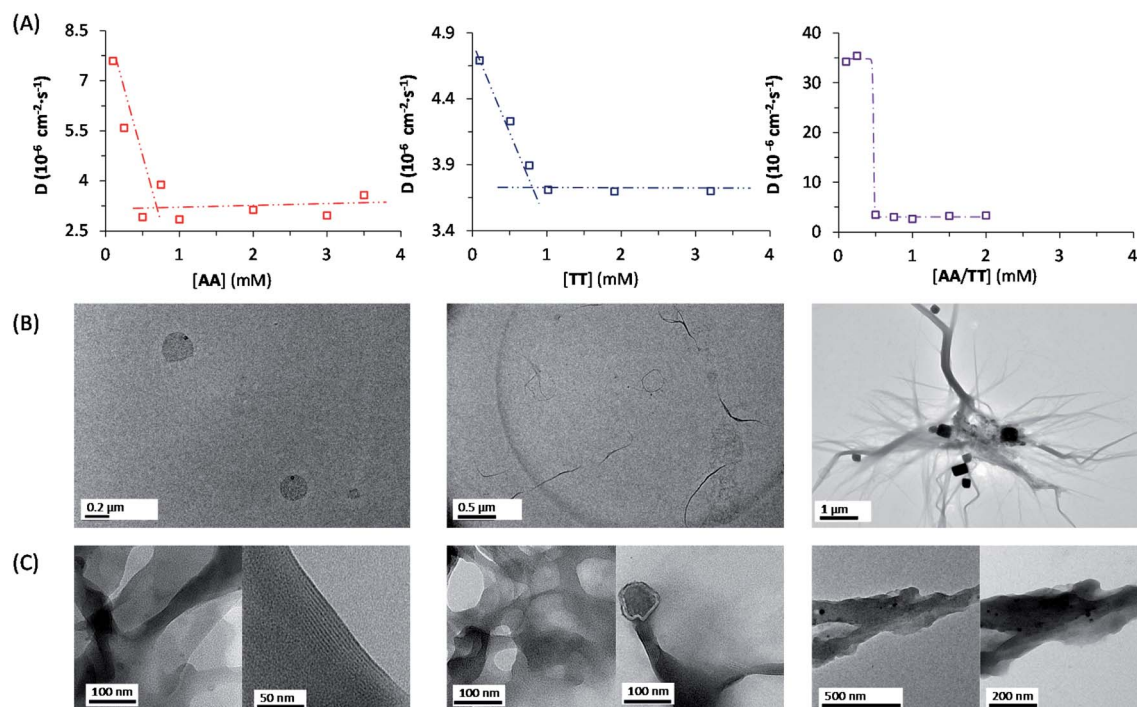 (A)
8.5
7
5.5
4
2.5
D (10⁻⁶ cm⁻²·s⁻¹)
0 1 2 3 4
[AA] (mM)
4.9
4.4
3.9
3.4
D (10⁻⁶ cm⁻²·s⁻¹)
0 1 2 3 4
[TT] (mM)
40
30
20
10
0
D (10⁻⁶ cm⁻²·s⁻¹)
0 1 2 3 4
[AA/TT] (mM)
(B)
0.2 µm
0.5 µm
1 µm
(C)
100 nm
50 nm
100 nm
100 nm
500 nm
200 nm